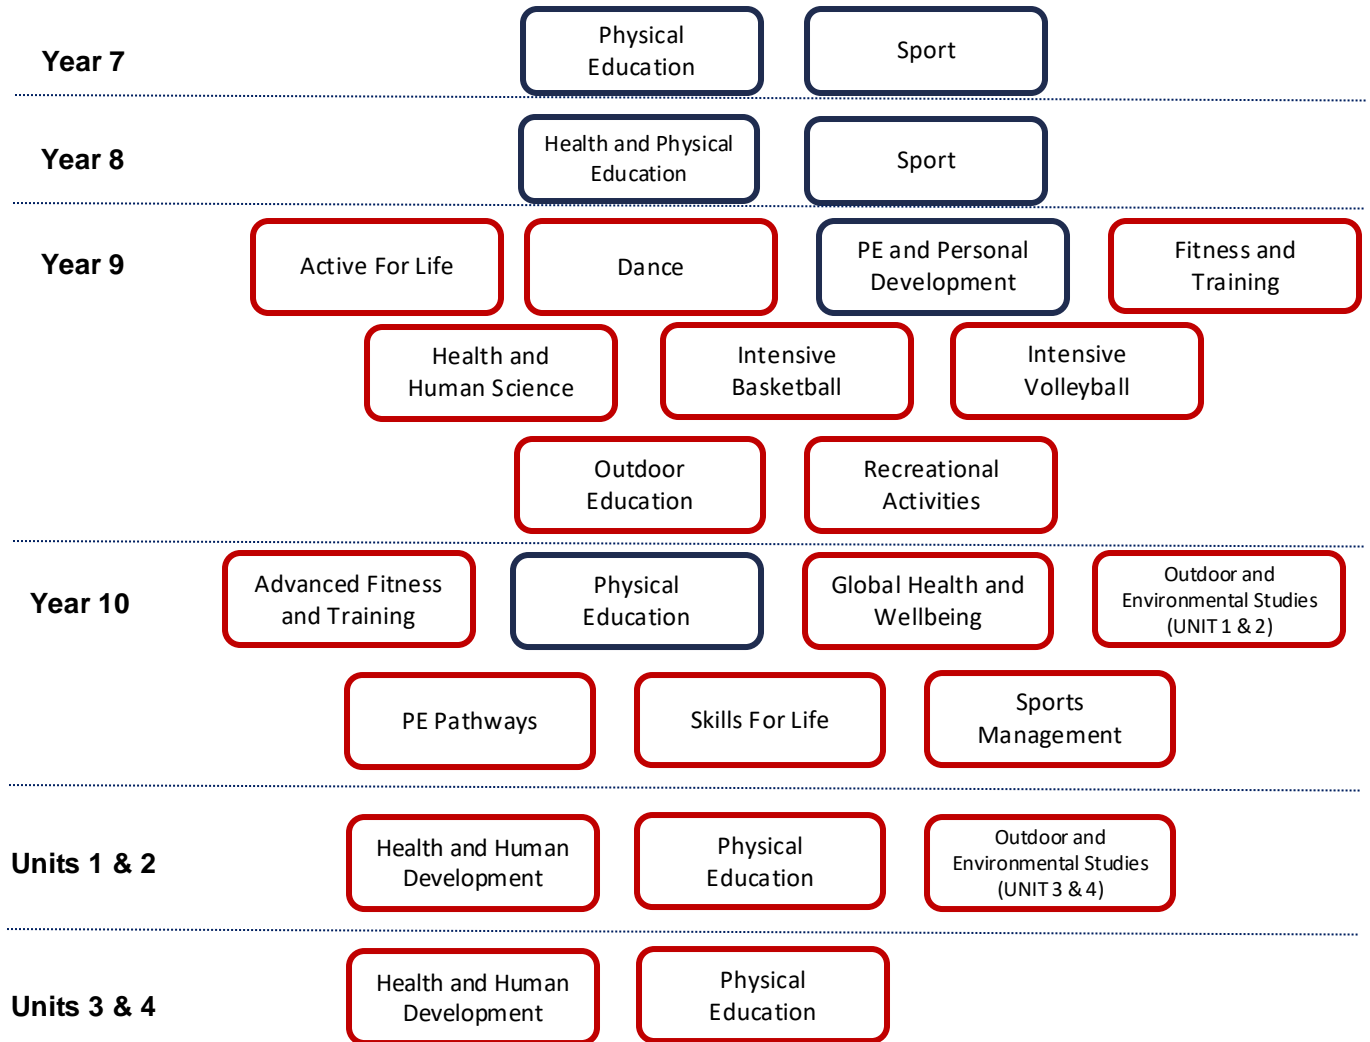 Year 7
Physical
Education
Sport
Year 8
Health and Physical
Education
Sport
Year 9
Active For Life
Dance
PE and Personal
Development
Fitness and
Training
Health and
Human Science
Intensive
Basketball
Intensive
Volleyball
Outdoor
Education
Recreational
Activities
Year 10
Advanced Fitness
and Training
Physical
Education
Global Health and
Wellbeing
Outdoor and
Environmental Studies
(UNIT 1 & 2)
PE Pathways
Skills For Life
Sports
Management
Units 1 & 2
Health and Human
Development
Physical
Education
Outdoor and
Environmental Studies
(UNIT 3 & 4)
Units 3 & 4
Health and Human
Development
Physical
Education